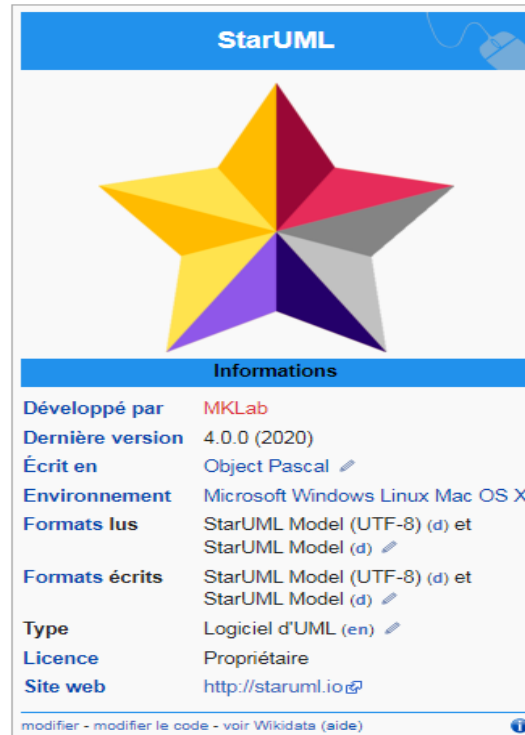 StarUML
Informations
Développé par MKLab
Dernière version 4.0.0 (2020)
Écrit en Object Pascal
Environnement Microsoft Windows Linux Mac OS X
Formats lus StarUML Model (UTF-8) (d) et
StarUML Model (d)
Formats écrits StarUML Model (UTF-8) (d) et
StarUML Model (d)
Type Logiciel d'UML (en)
Licence Propriétaire
Site web http://staruml.io
modifier - modifier le code - voir Wikidata (aide)